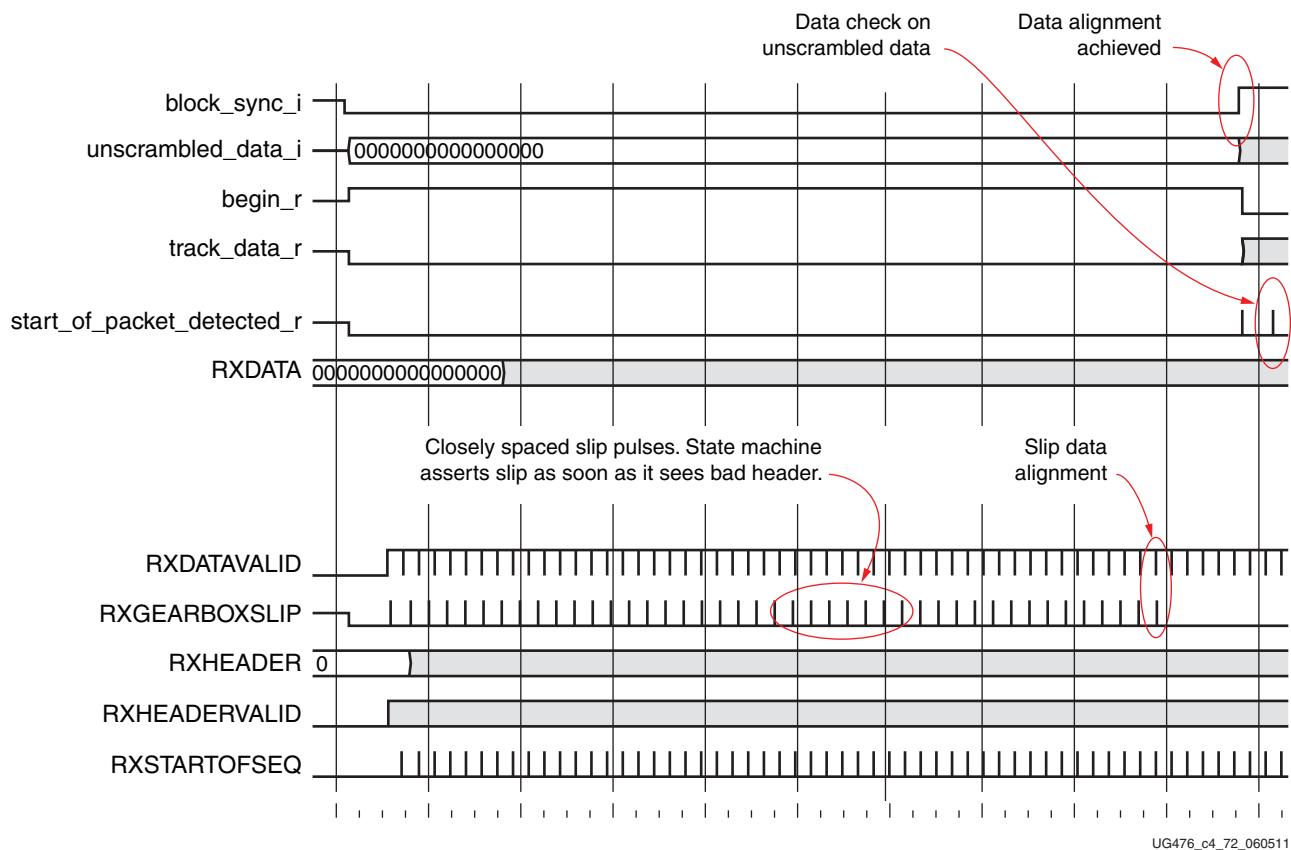 Data check on
unscrambled data
Data alignment
achieved
block_sync_i
unscrambled_data_i
0000000000000000
begin_r
track_data_r
start_of_packet_detected_r
RXDATA
0000000000000000
Closely spaced slip pulses. State machine
asserts slip as soon as it sees bad header.
Slip data
alignment
RXDATAVALID
RXGEARBOXSLIP
RXHEADER
0
RXHEADERVALID
RXSTARTOFSEQ
UG476_c4_72_060511